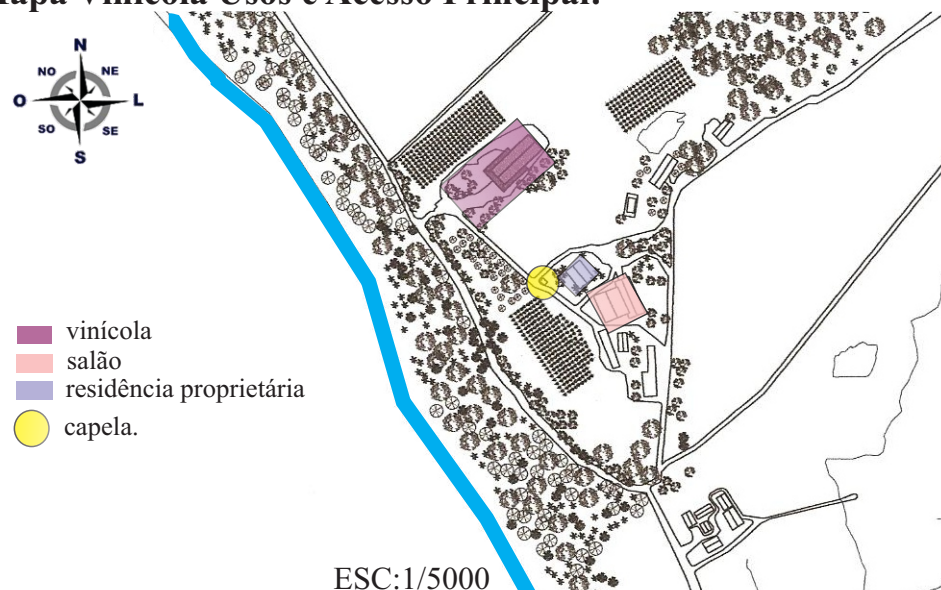 Mapa Vinícola Usos e Acesso Principal.
N
NO NE
O L
SO SE
S
vinícola
salão
residência proprietária
capela.
ESC:1/5000